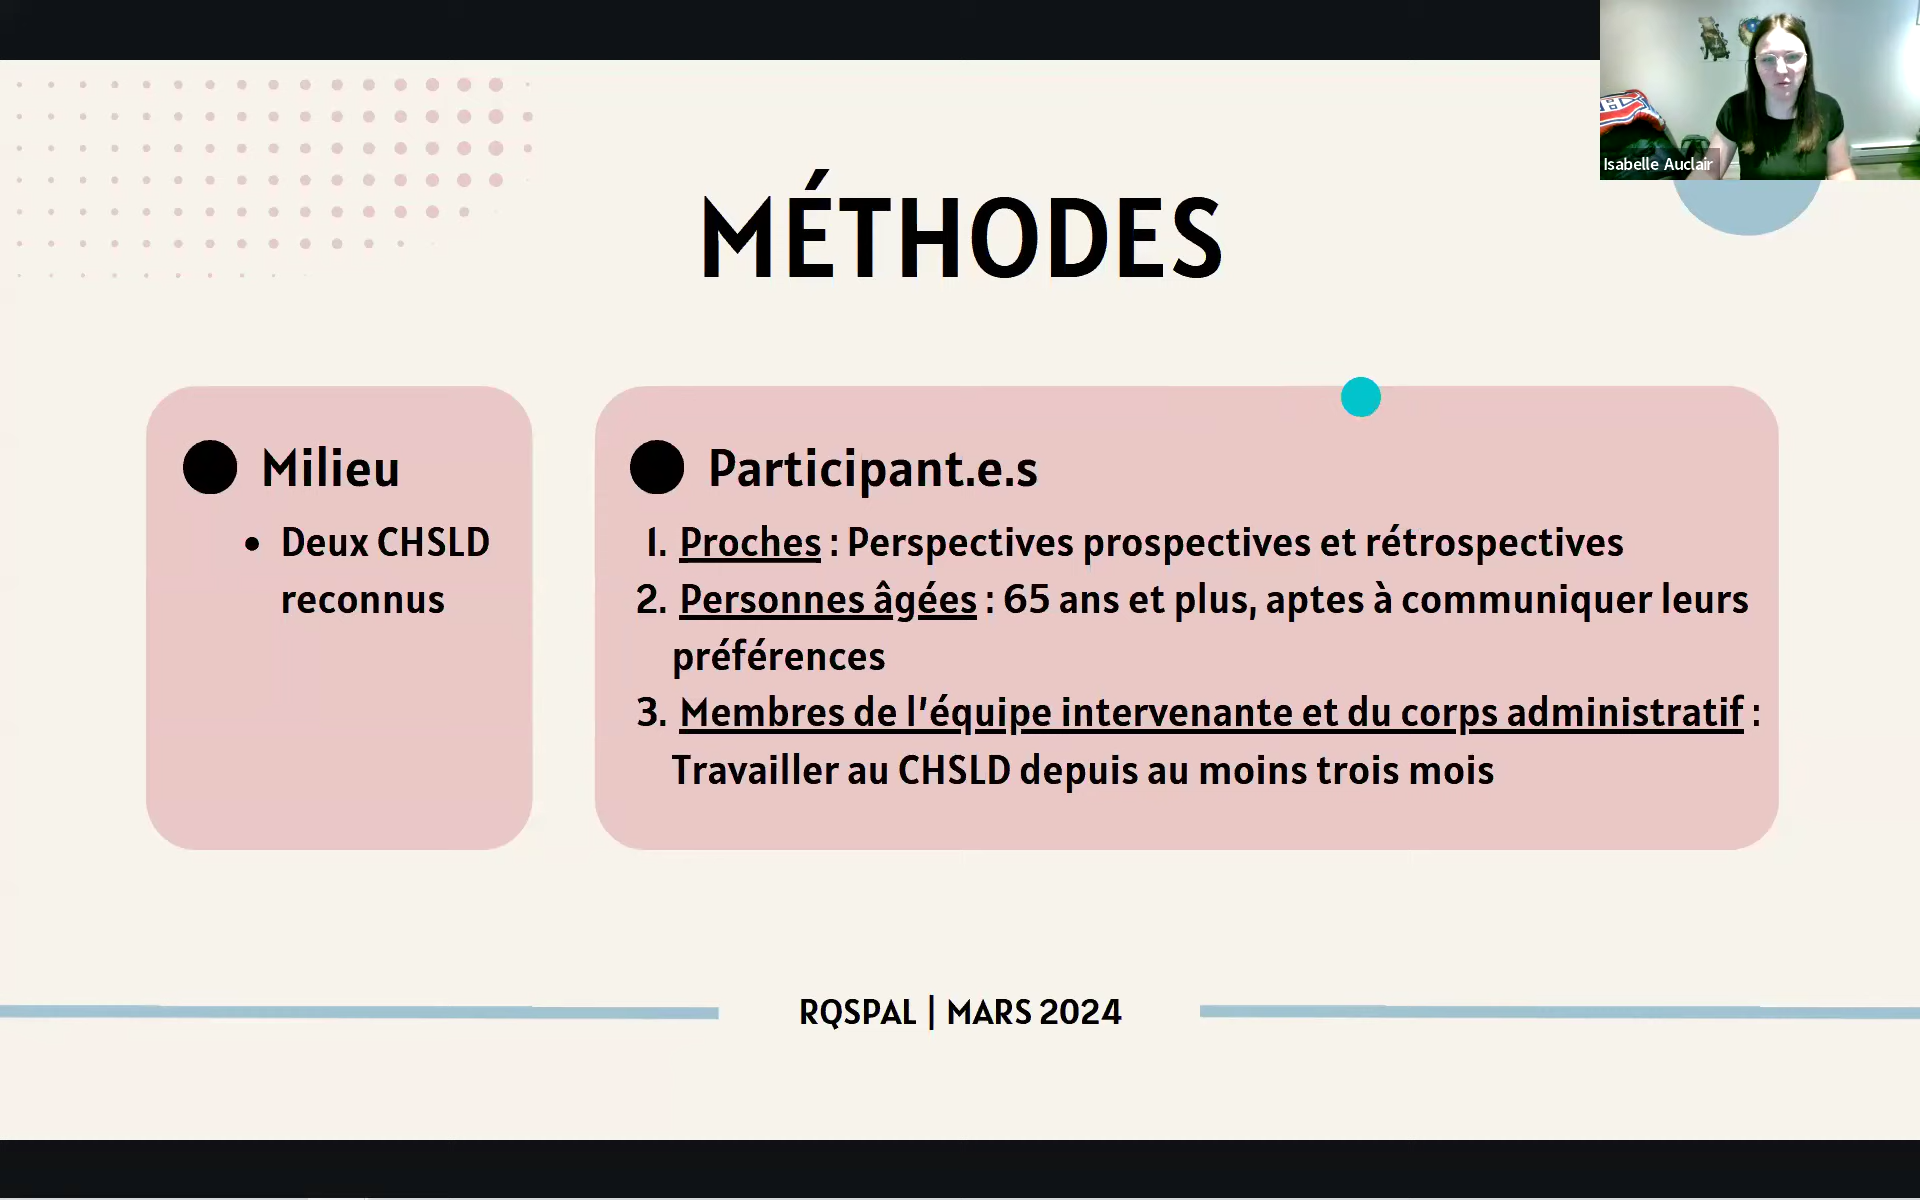 Isabelle Auclair
MÉTHODES
Milieu
• Deux CHSLD
reconnus
Participant.e.s
1. Proches : Perspectives prospectives et rétrospectives
2. Personnes âgées : 65 ans et plus, aptes à communiquer leurs
préférences
3. Membres de l'équipe intervenante et du corps administratif :
Travailler au CHSLD depuis au moins trois mois
RQSPAL | MARS 2024